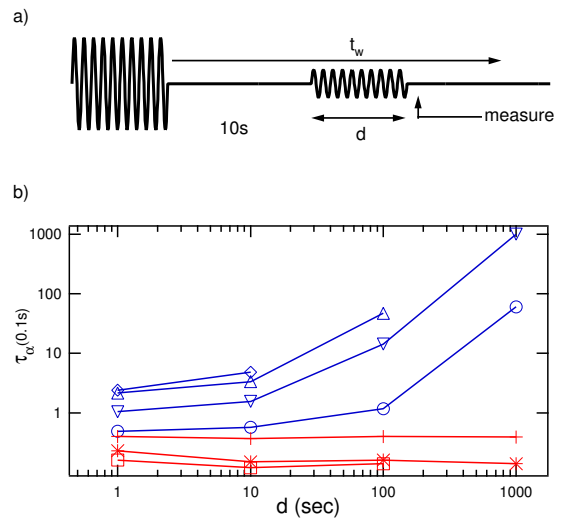 a)
t_w
10s
d
measure
b)
1000
100
10
1
τ_α(0.1s)
1 10 100 1000
d (sec)